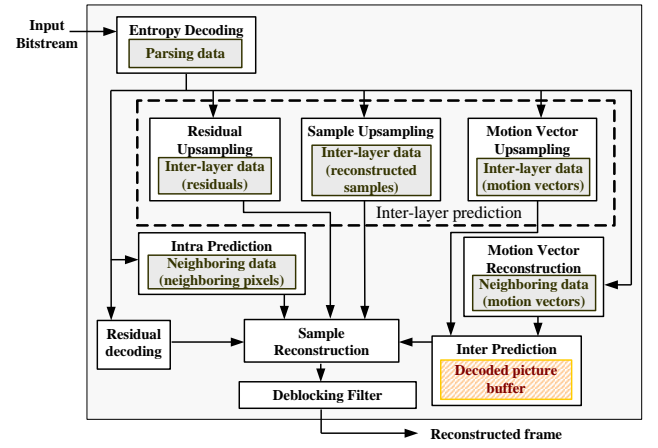 Input
Bitstream
Entropy Decoding
Parsing data
Residual
Upsampling
Inter-layer data
(residuals)
Sample Upsampling
Inter-layer data
(reconstructed
samples)
Motion Vector
Upsampling
Inter-layer data
(motion vectors)
Inter-layer prediction
Intra Prediction
Neighboring data
(neighboring pixels)
Motion Vector
Reconstruction
Neighboring data
(motion vectors)
Residual
decoding
Sample
Reconstruction
Inter Prediction
Decoded picture
buffer
Deblocking Filter
Reconstructed frame